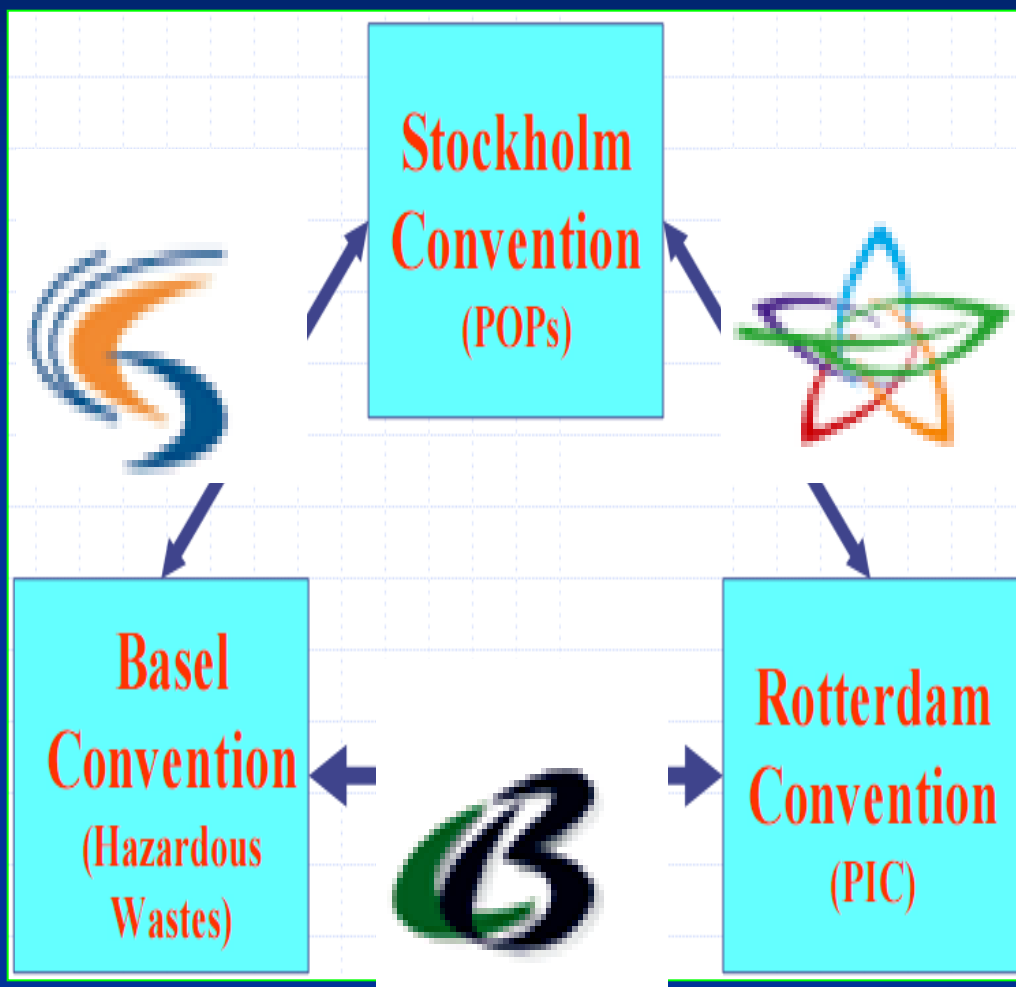 Stockholm
Convention
(POPs)
Basel
Convention
(Hazardous
Wastes)
Rotterdam
Convention
(PIC)